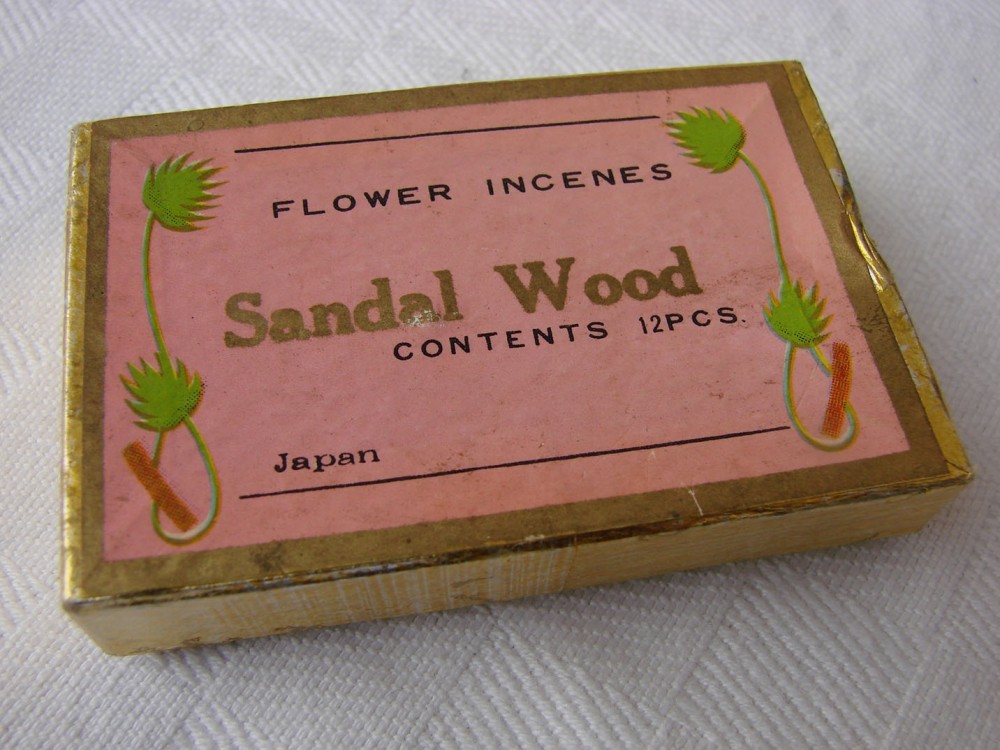 FLOWER INCENES
Sandal Wood
CONTENTS 12PCS.
Japan